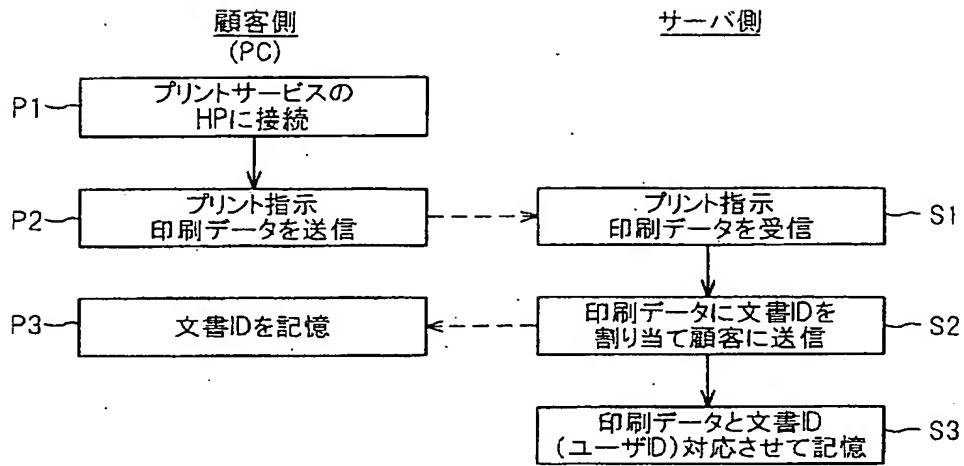 顧客側
(PC)
サーバ側
P1
プリントサービスの
HPに接続
P2
プリント指示
印刷データを送信
プリント指示
印刷データを受信
S1
P3
文書IDを記憶
印刷データに文書IDを
割り当て顧客に送信
S2
印刷データと文書ID
(ユーザID)対応させて記憶
S3